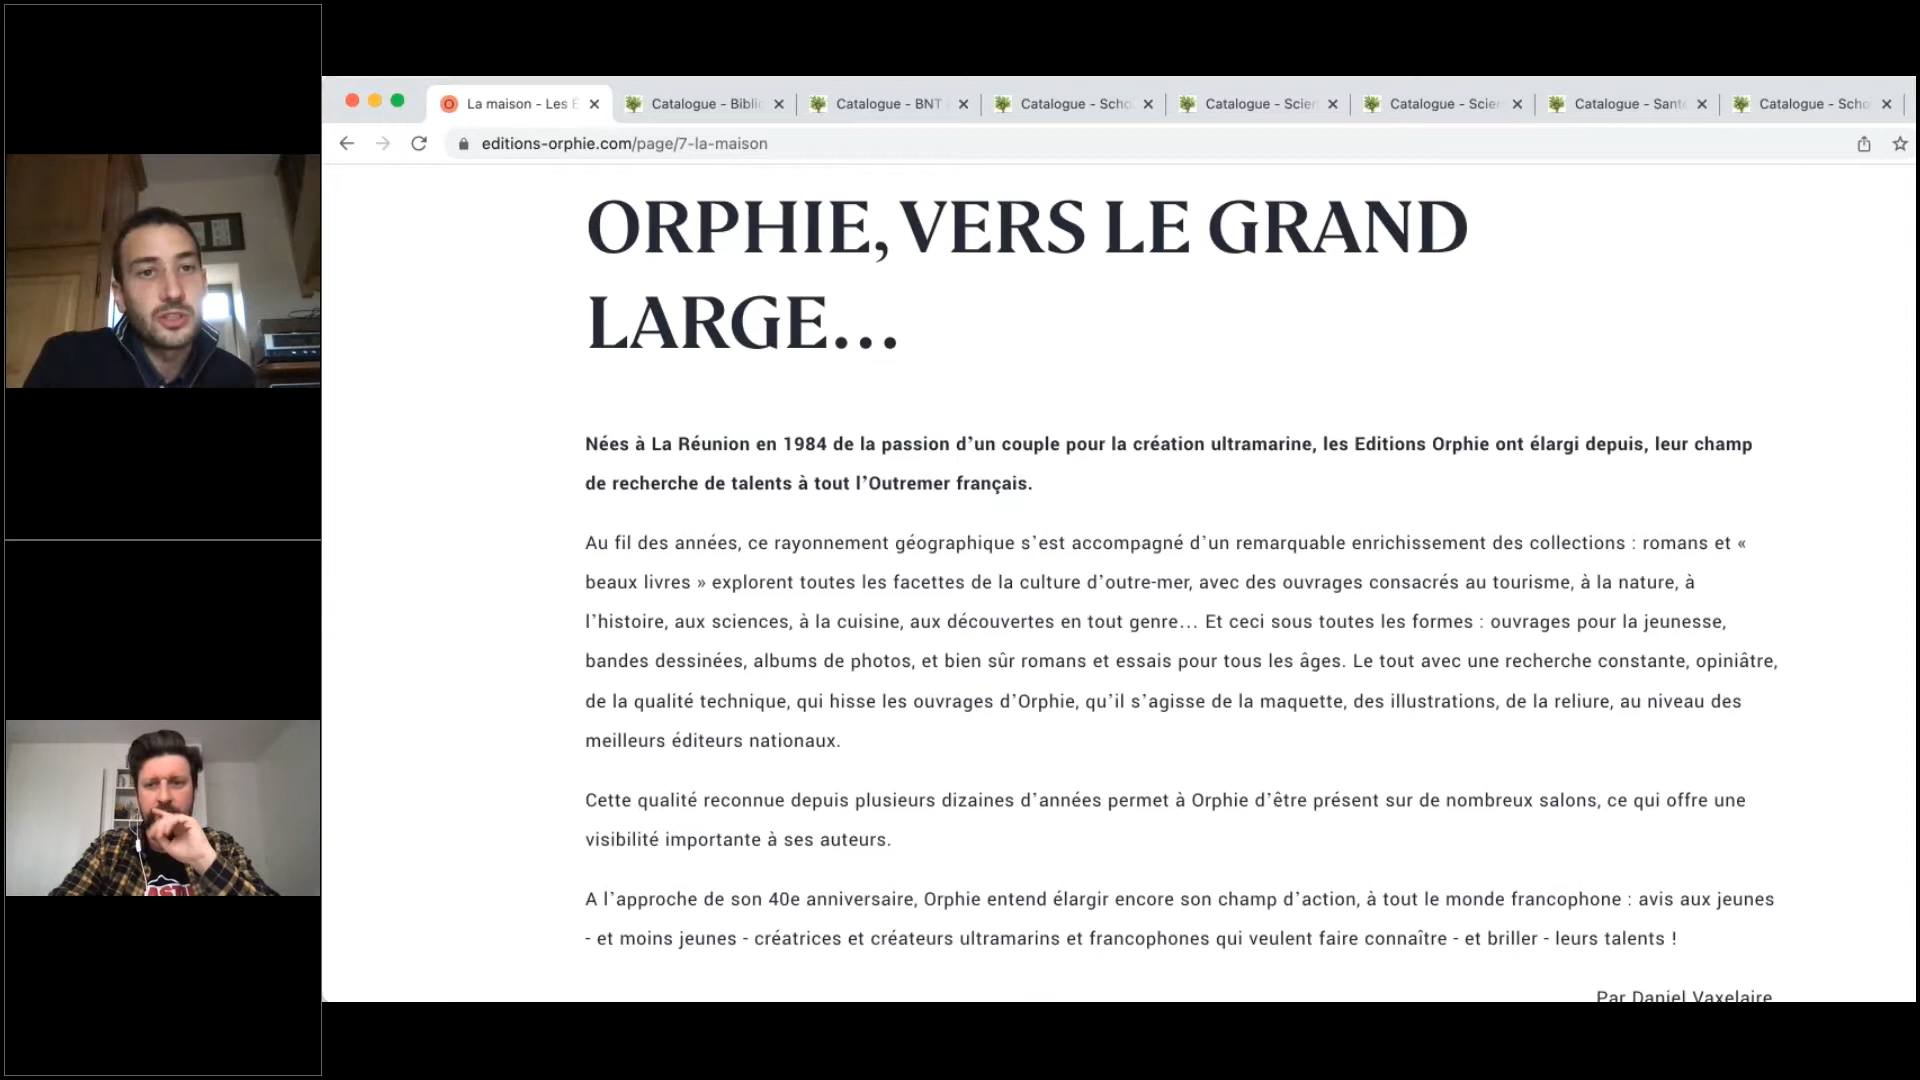 La maison - Les É
Catalogue - Biblio
Catalogue - BNT
Catalogue - Scho
Catalogue - Scien
Catalogue - Scien
Catalogue - Sant
Catalogue - Scho
editions-orphie.com/page/7-la-maison
ORPHIE, VERS LE GRAND
LARGE…
Nées à La Réunion en 1984 de la passion d’un couple pour la création ultramarine, les Editions Orphie ont élargi depuis, leur champ
de recherche de talents à tout l’Outremer français.
Au fil des années, ce rayonnement géographique s’est accompagné d’un remarquable enrichissement des collections : romans et «
beaux livres » explorent toutes les facettes de la culture d’outre-mer, avec des ouvrages consacrés au tourisme, à la nature, à
l’histoire, aux sciences, à la cuisine, aux découvertes en tout genre… Et ceci sous toutes les formes : ouvrages pour la jeunesse,
bandes dessinées, albums de photos, et bien sûr romans et essais pour tous les âges. Le tout avec une recherche constante, opiniâtre,
de la qualité technique, qui hisse les ouvrages d’Orphie, qu’il s’agisse de la maquette, des illustrations, de la reliure, au niveau des
meilleurs éditeurs nationaux.
Cette qualité reconnue depuis plusieurs dizaines d’années permet à Orphie d’être présent sur de nombreux salons, ce qui offre une
visibilité importante à ses auteurs.
A l’approche de son 40e anniversaire, Orphie entend élargir encore son champ d’action, à tout le monde francophone : avis aux jeunes
- et moins jeunes - créatrices et créateurs ultramarins et francophones qui veulent faire connaître - et briller - leurs talents !
Par Daniel Vaxelaire